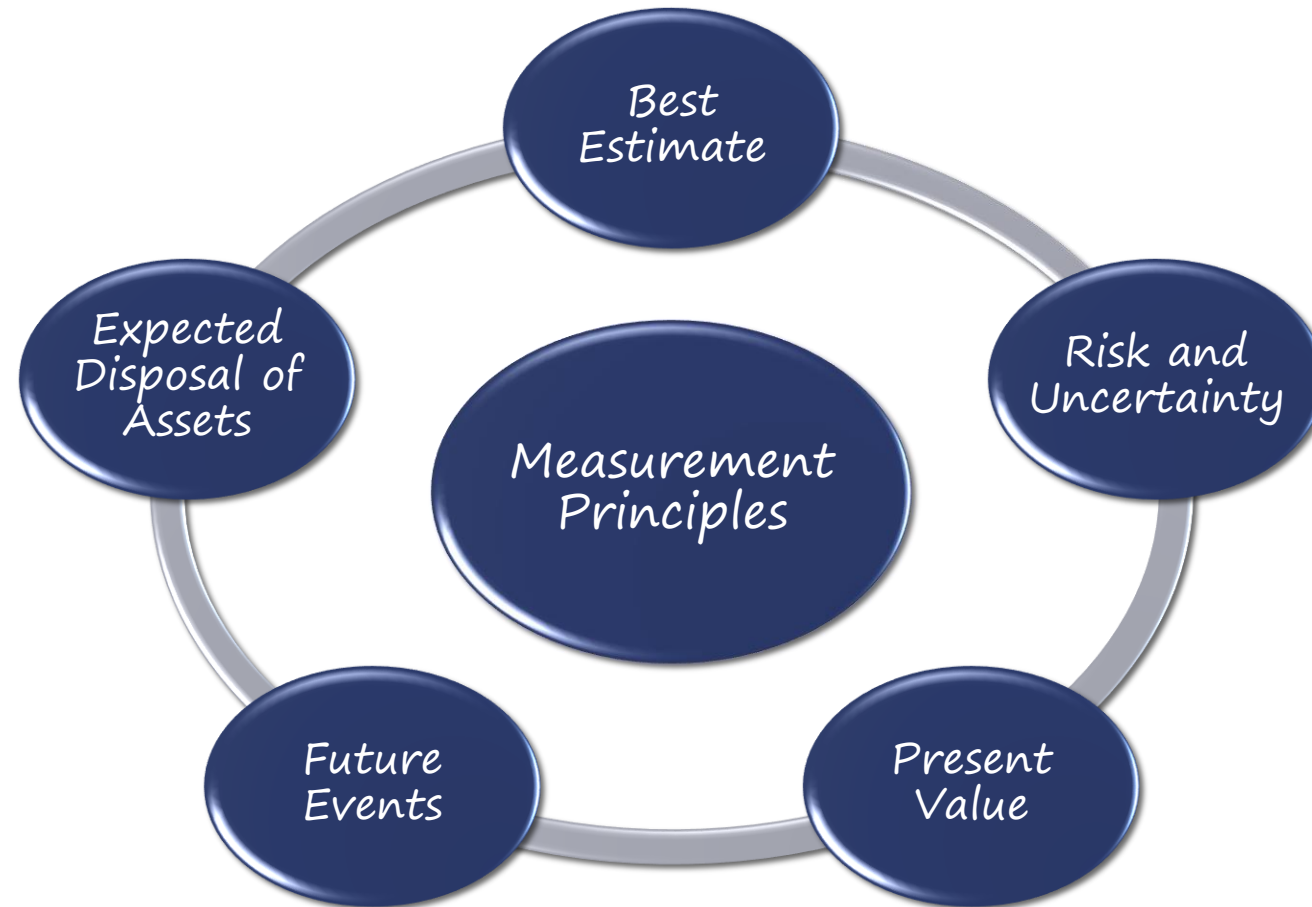 Best
Estimate
Risk and
Uncertainty
Present
Value
Future
Events
Expected
Disposal of
Assets
Measurement
Principles